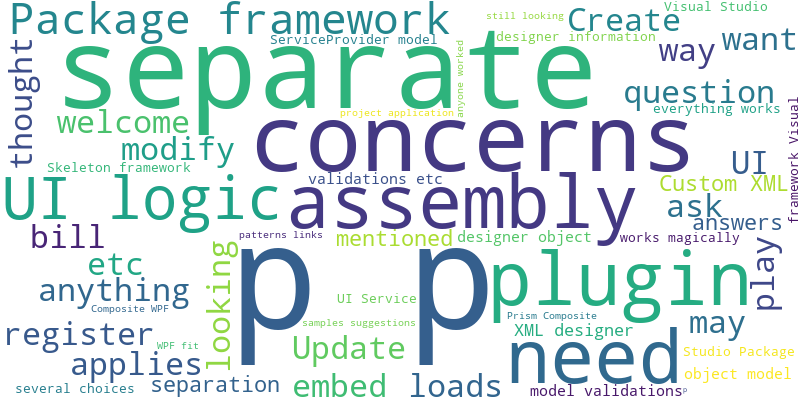 still looking
Visual Studio
Package framework
Create
ServiceProvider model
designer information
want
way
separate
thought
anyone worked
question
everything works
project application
welcome
concerns
modify
framework Visual
Skeleton framework
UI
validations etc
Custom XML
UI logic
assembly
ask
answers
bill
patterns links
mentioned
designer object
works magically
p p
plugin
play
etc
looking
anything
UI Service
Composite WPF
Prism Composite
may
samples suggestions
register
XML designer
need
WPF fit
Update
Studio Package
applies
object model
several choices
separation
embed
loads
model validations
p